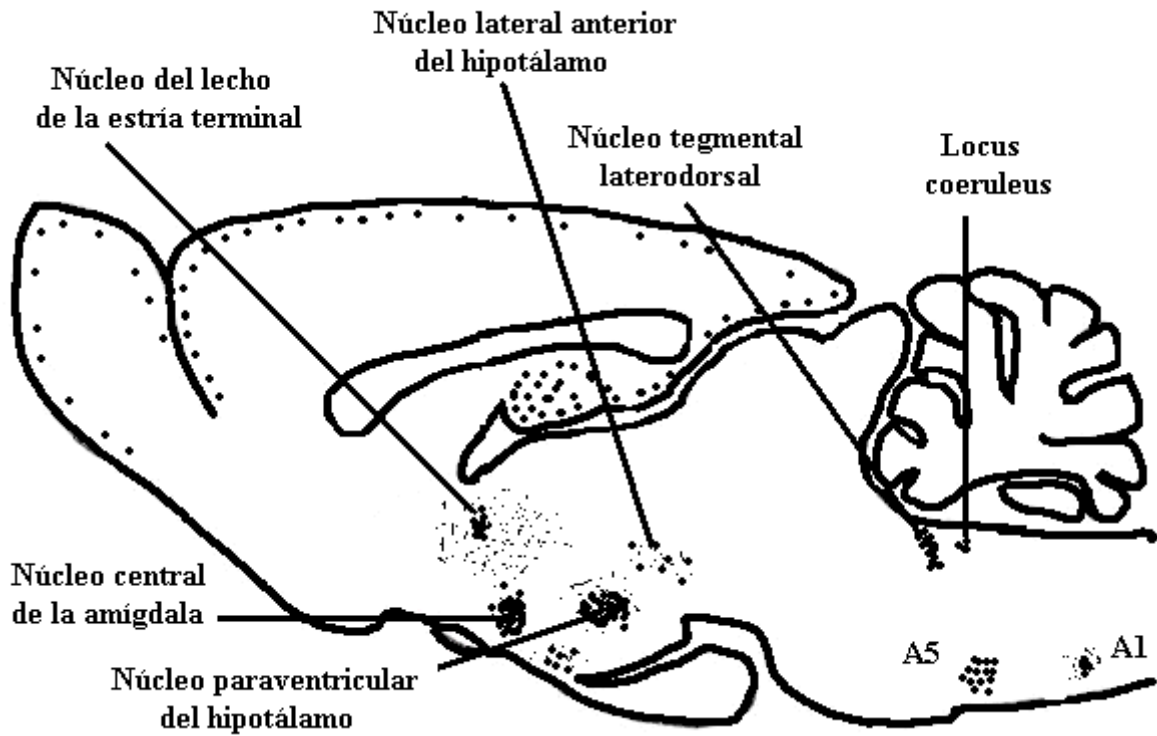 Núcleo lateral anterior
del hipotálamo
Núcleo del lecho
de la estría terminal
Núcleo tegmental
laterodorsal
Locus
coeruleus
Núcleo central
de la amígdala
Núcleo paraventricular
del hipotálamo
A5
A1